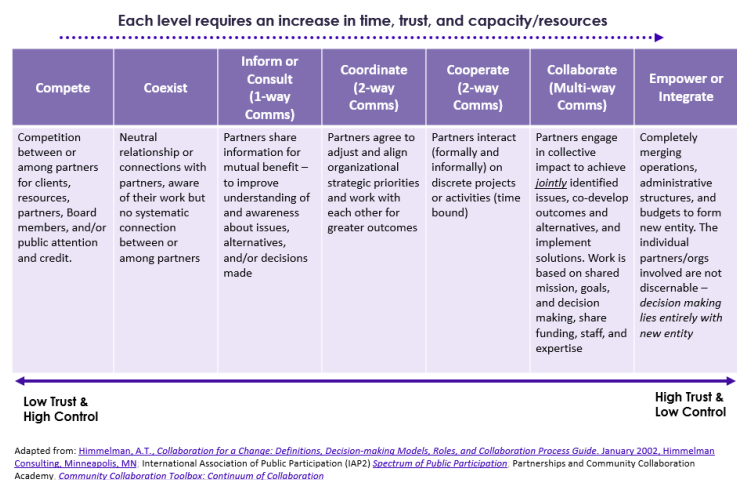 Each level requires an increase in time, trust, and capacity/resources
Compete
Coexist
Inform or
Consult
(1-way
Comms)
Coordinate
(2-way
Comms)
Cooperate
(2-way
Comms)
Collaborate
(Multi-way
Comms)
Empower or
Integrate
Competition
between or
among partners
for clients,
resources,
partners, Board
members, and/or
public attention
and credit.
Neutral
relationship or
connections with
partners, aware
of their work but
no systematic
connection
between or
among partners
Partners share
information for
mutual benefit –
to improve
understanding of
and awareness
about issues,
alternatives,
and/or decisions
made
Partners agree to
adjust and align
organizational
strategic priorities
and work with
each other for
greater outcomes
Partners interact
(formally and
informally) on
discrete projects
or activities (time
bound)
Partners engage
in collective
impact to achieve
jointly identified
issues, co-develop
outcomes and
alternatives, and
implement
solutions. Work is
based on shared
mission, goals,
and decision
making, share
funding, staff, and
expertise
Completely
merging
operations,
administrative
structures, and
budgets to form
new entity. The
individual
partners/orgs
involved are not
discernable –
decision making
lies entirely with
new entity
Low Trust &
High Control
High Trust &
Low Control
Adapted from: Himmelman, A.T., Collaboration for a Change: Definitions, Decision-making Models, Roles, and Collaboration Process Guide. January 2002, Himmelman
Consulting, Minneapolis, MN. International Association of Public Participation (IAP2) Spectrum of Public Participation. Partnerships and Community Collaboration
Academy. Community Collaboration Toolbox: Continuum of Collaboration